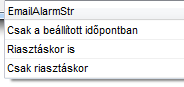 EmailAlarmStr
Csak a beállított időpontban
Riasztáskor is
Csak riasztáskor